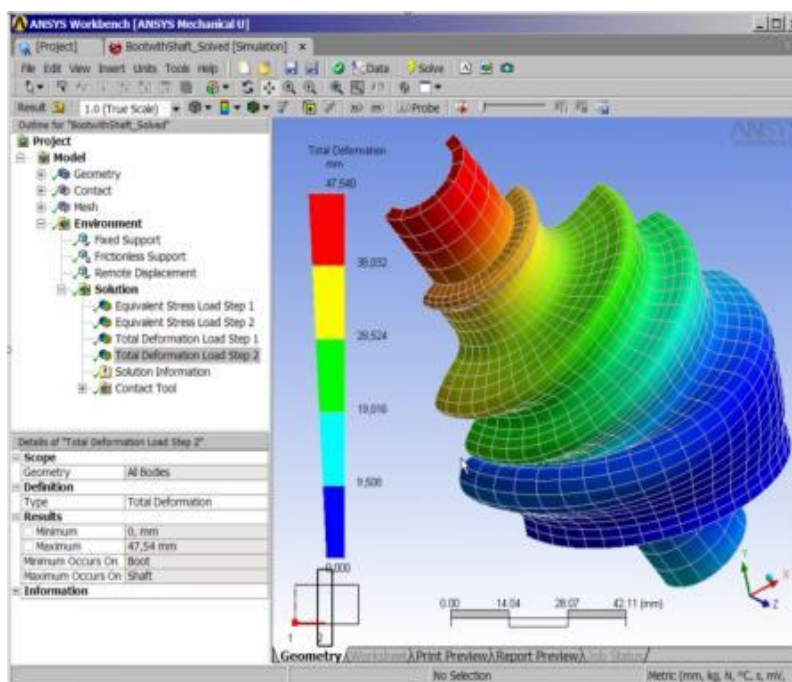 ANSYS Workbench [ANSYS Mechanical U]
[Project] BootwithShaft_Solved [Simulation] x
File Edit View Insert Units Tools Help Data Solve
Result 1.0 (True Scale) Probe
Outline for "BootwithShaft_Solved"
Project
Model
Geometry
Contact
Mesh
Environment
Fixed Support
Frictionless Support
Remote Displacement
Solution
Equivalent Stress Load Step 1
Equivalent Stress Load Step 2
Total Deformation Load Step 1
Total Deformation Load Step 2
Solution Information
Contact Tool
Details of "Total Deformation Load Step 2"
Scope
Geometry All Bodies
Definition
Type Total Deformation
Results
Minimum 0, mm
Maximum 47,54 mm
Minimum Occurs On Boot
Maximum Occurs On Shaft
Information
ANSYS
Total Deformation
mm
47,540
38,032
28,524
19,016
9,508
0,000
1 2
0.00 14.04 28.07 42.11 (mm)
Y
X
Z
Geometry Worksheet Print Preview Report Preview Job Status
No Selection Metric (mm, kg, N, °C, s, mV,